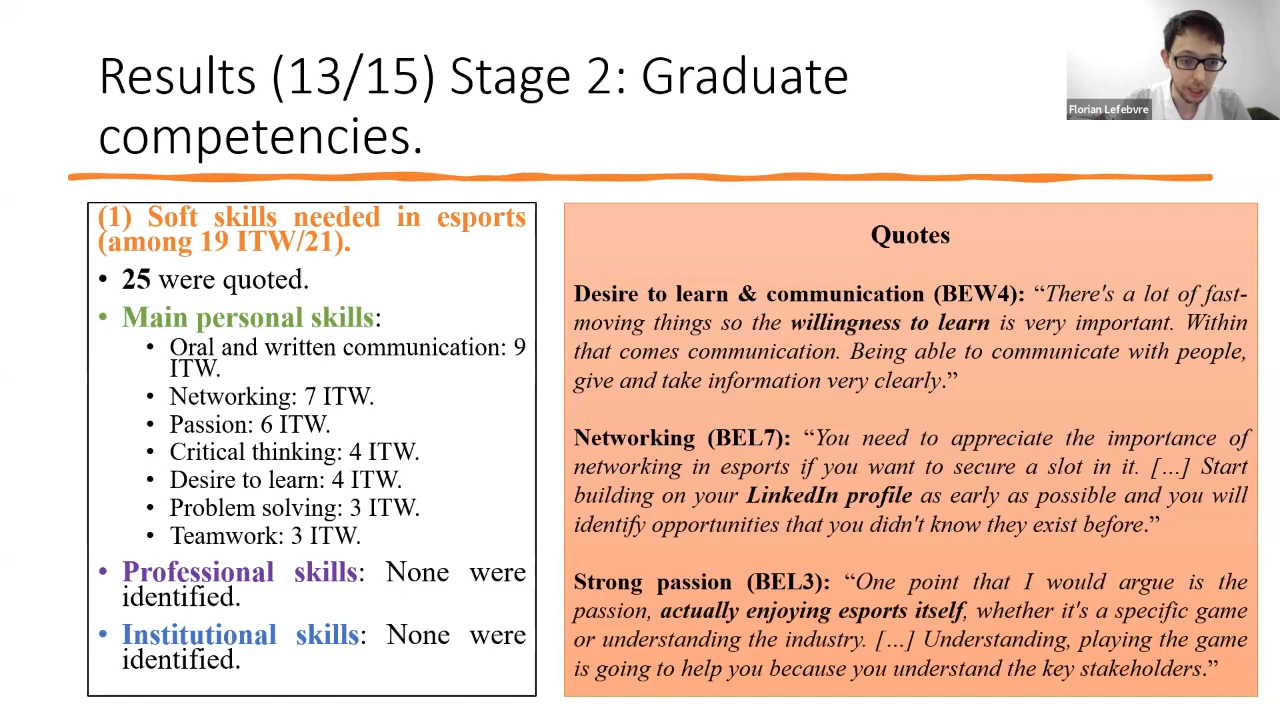 Results (13/15) Stage 2: Graduate
competencies.
Florian Lefebvre
(1) Soft skills needed in esports
(among 19 ITW/21).
• 25 were quoted.
• Main personal skills:
• Oral and written communication: 9
ITW.
• Networking: 7 ITW.
• Passion: 6 ITW.
• Critical thinking: 4 ITW.
• Desire to learn: 4 ITW.
• Problem solving: 3 ITW.
• Teamwork: 3 ITW.
• Professional skills: None were
identified.
• Institutional skills: None were
identified.
Quotes
Desire to learn & communication (BEW4): “There's a lot of fast-
moving things so the willingness to learn is very important. Within
that comes communication. Being able to communicate with people,
give and take information very clearly.”
Networking (BEL7): “You need to appreciate the importance of
networking in esports if you want to secure a slot in it. […] Start
building on your LinkedIn profile as early as possible and you will
identify opportunities that you didn't know they exist before.”
Strong passion (BEL3): “One point that I would argue is the
passion, actually enjoying esports itself, whether it's a specific game
or understanding the industry. […] Understanding, playing the game
is going to help you because you understand the key stakeholders.”